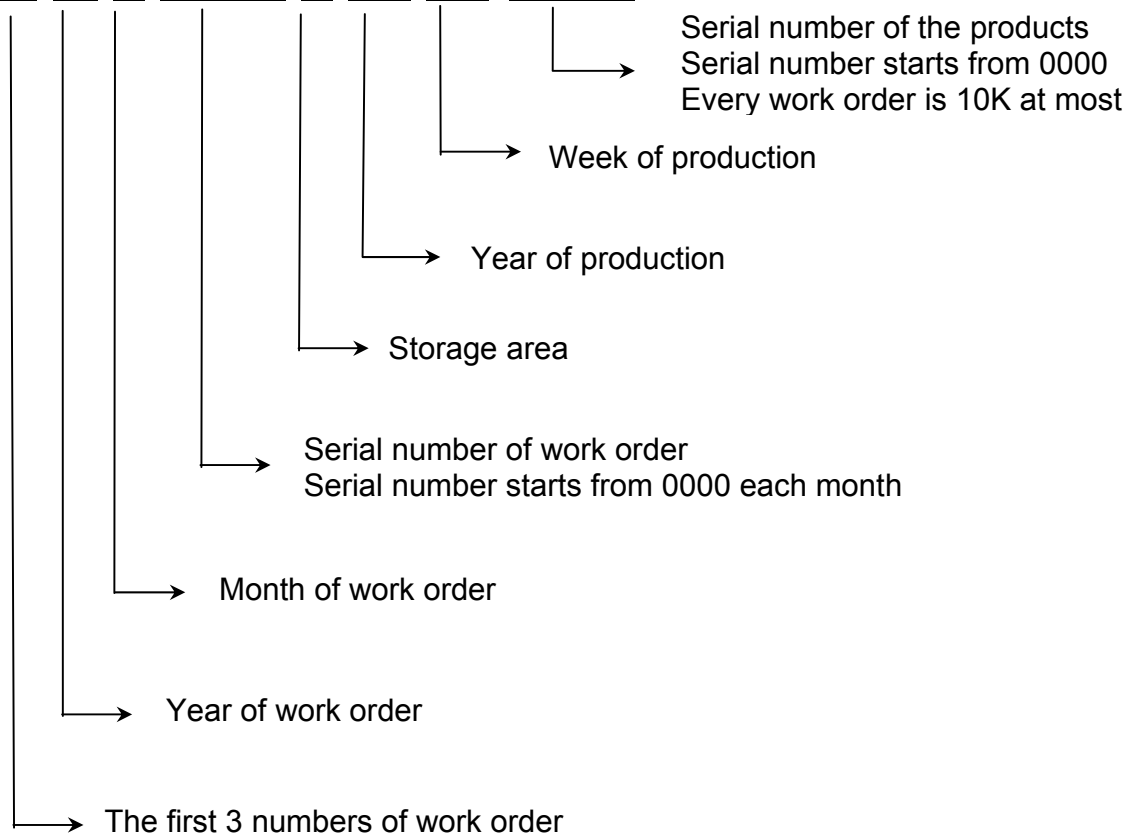 Serial number of the products
Serial number starts from 0000
Every work order is 10K at most
Week of production
Year of production
Storage area
Serial number of work order
Serial number starts from 0000 each month
Month of work order
Year of work order
The first 3 numbers of work order